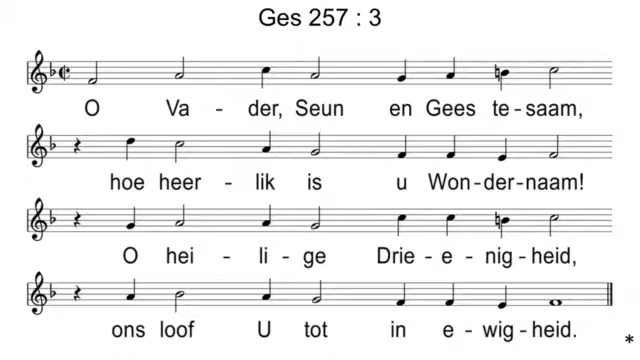 Ges 257 : 3
O Va - der, Seun en Gees te - saam,
hoe heer - lik is u Won - der - naam!
O hei - li - ge Drie - e - nig - heid,
ons loof U tot in e - wig - heid.
*